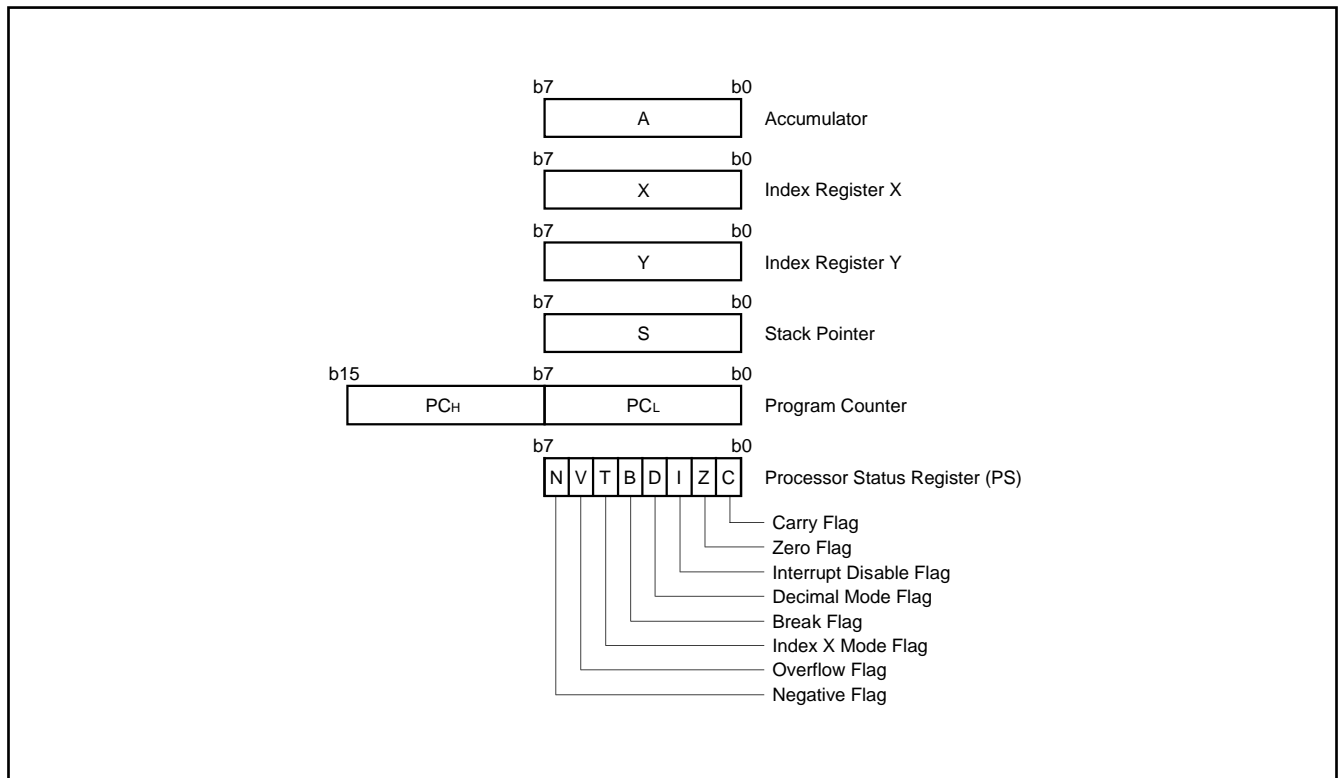 b7 b0
A Accumulator
b7 b0
X Index Register X
b7 b0
Y Index Register Y
b7 b0
S Stack Pointer
b15 b7 b0
PCH PCL Program Counter
b7 b0
N V T B D I Z C Processor Status Register (PS)
Carry Flag
Zero Flag
Interrupt Disable Flag
Decimal Mode Flag
Break Flag
Index X Mode Flag
Overflow Flag
Negative Flag